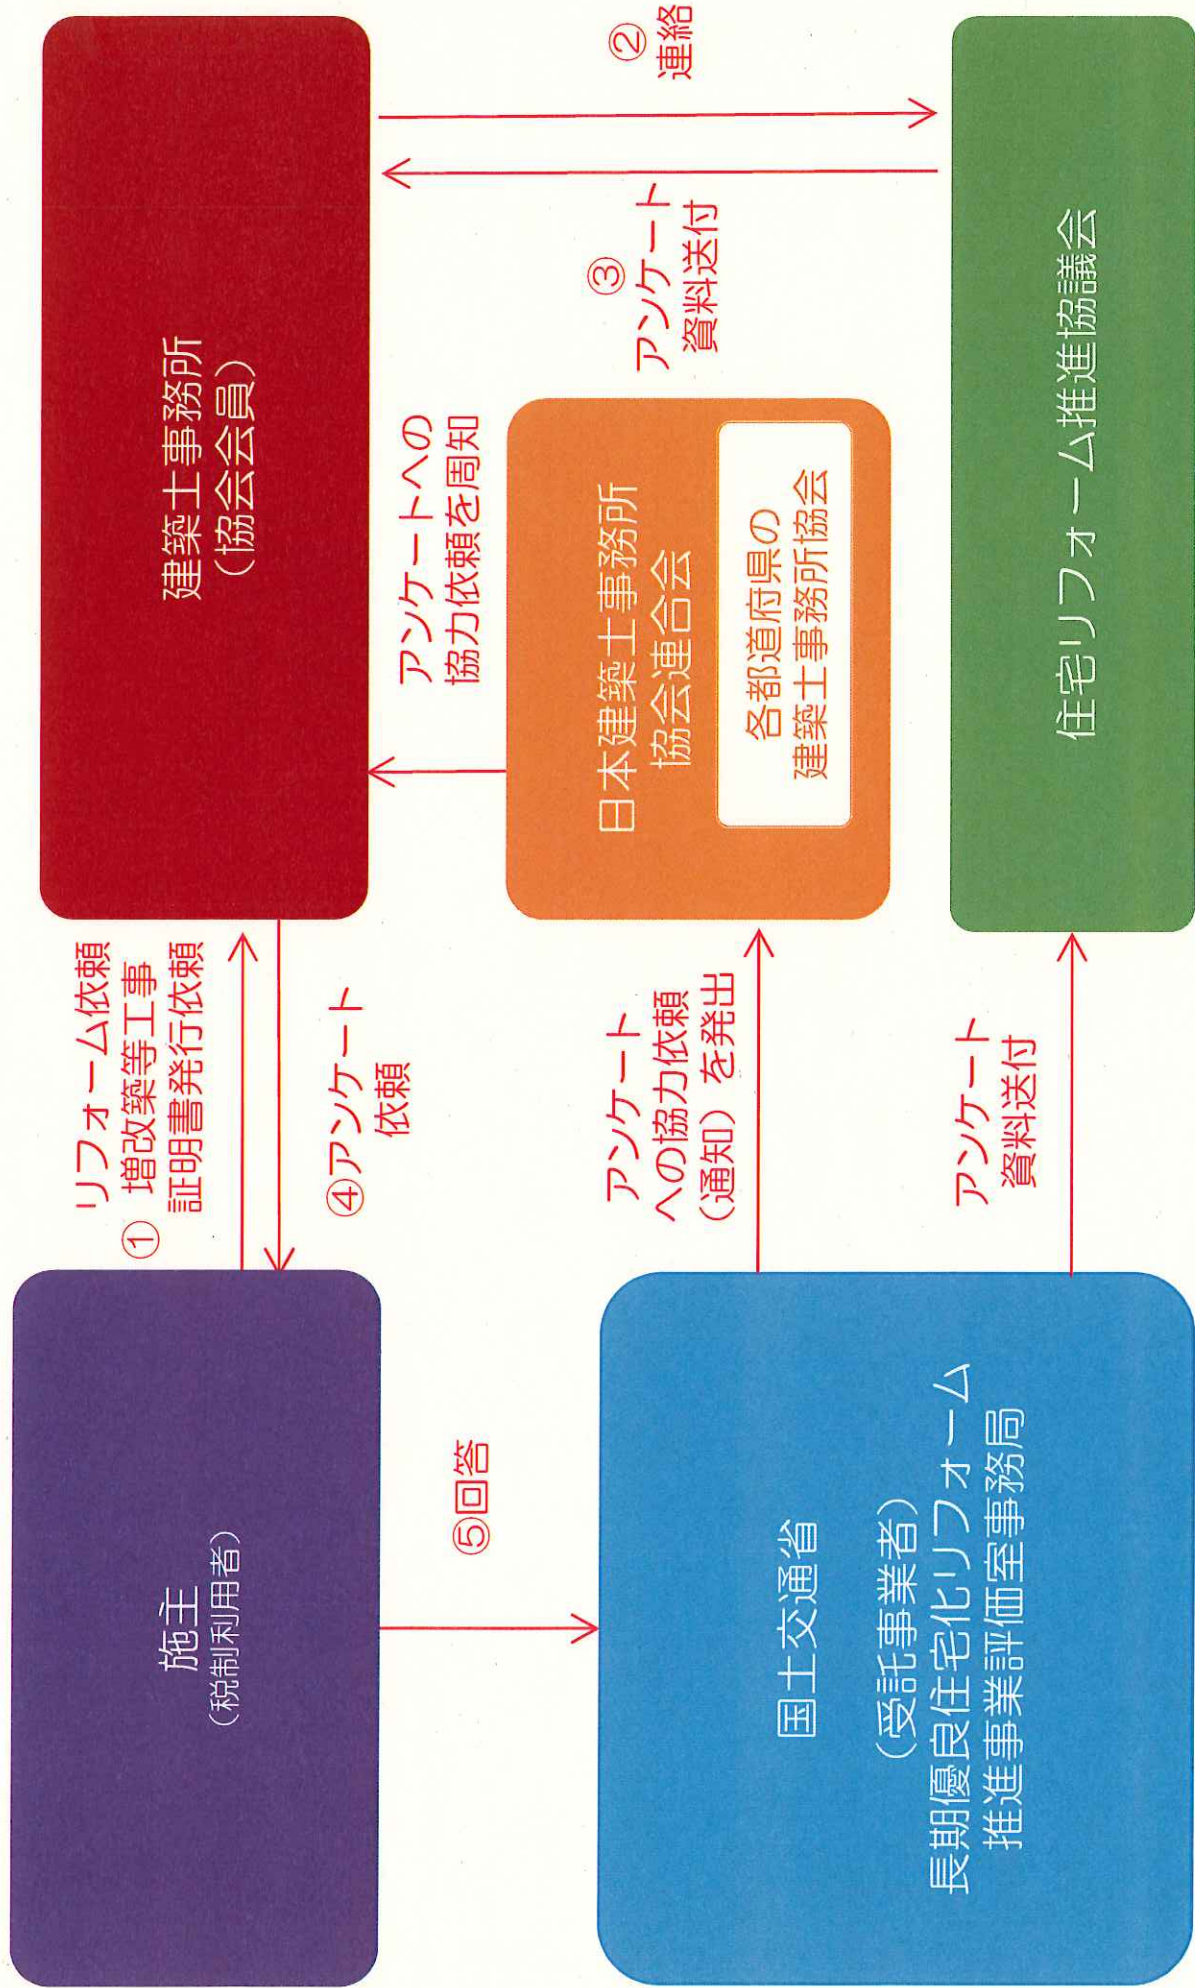 施主
（税制利用者）
①
リフォーム依頼
増改築等工事
証明書発行依頼
④アンケート
依頼
建築士事務所
（協会会員）
⑤回答
アンケートへの
協力依頼を周知
②
連絡
③
アンケート
資料送付
国土交通省
（受託事業者）
長期優良住宅化リフォーム
推進事業評価室事務局
アンケート
への協力依頼
（通知）を発出
日本建築士事務所
協会連合会
各都道府県の
建築士事務所協会
アンケート
資料送付
住宅リフォーム推進協議会